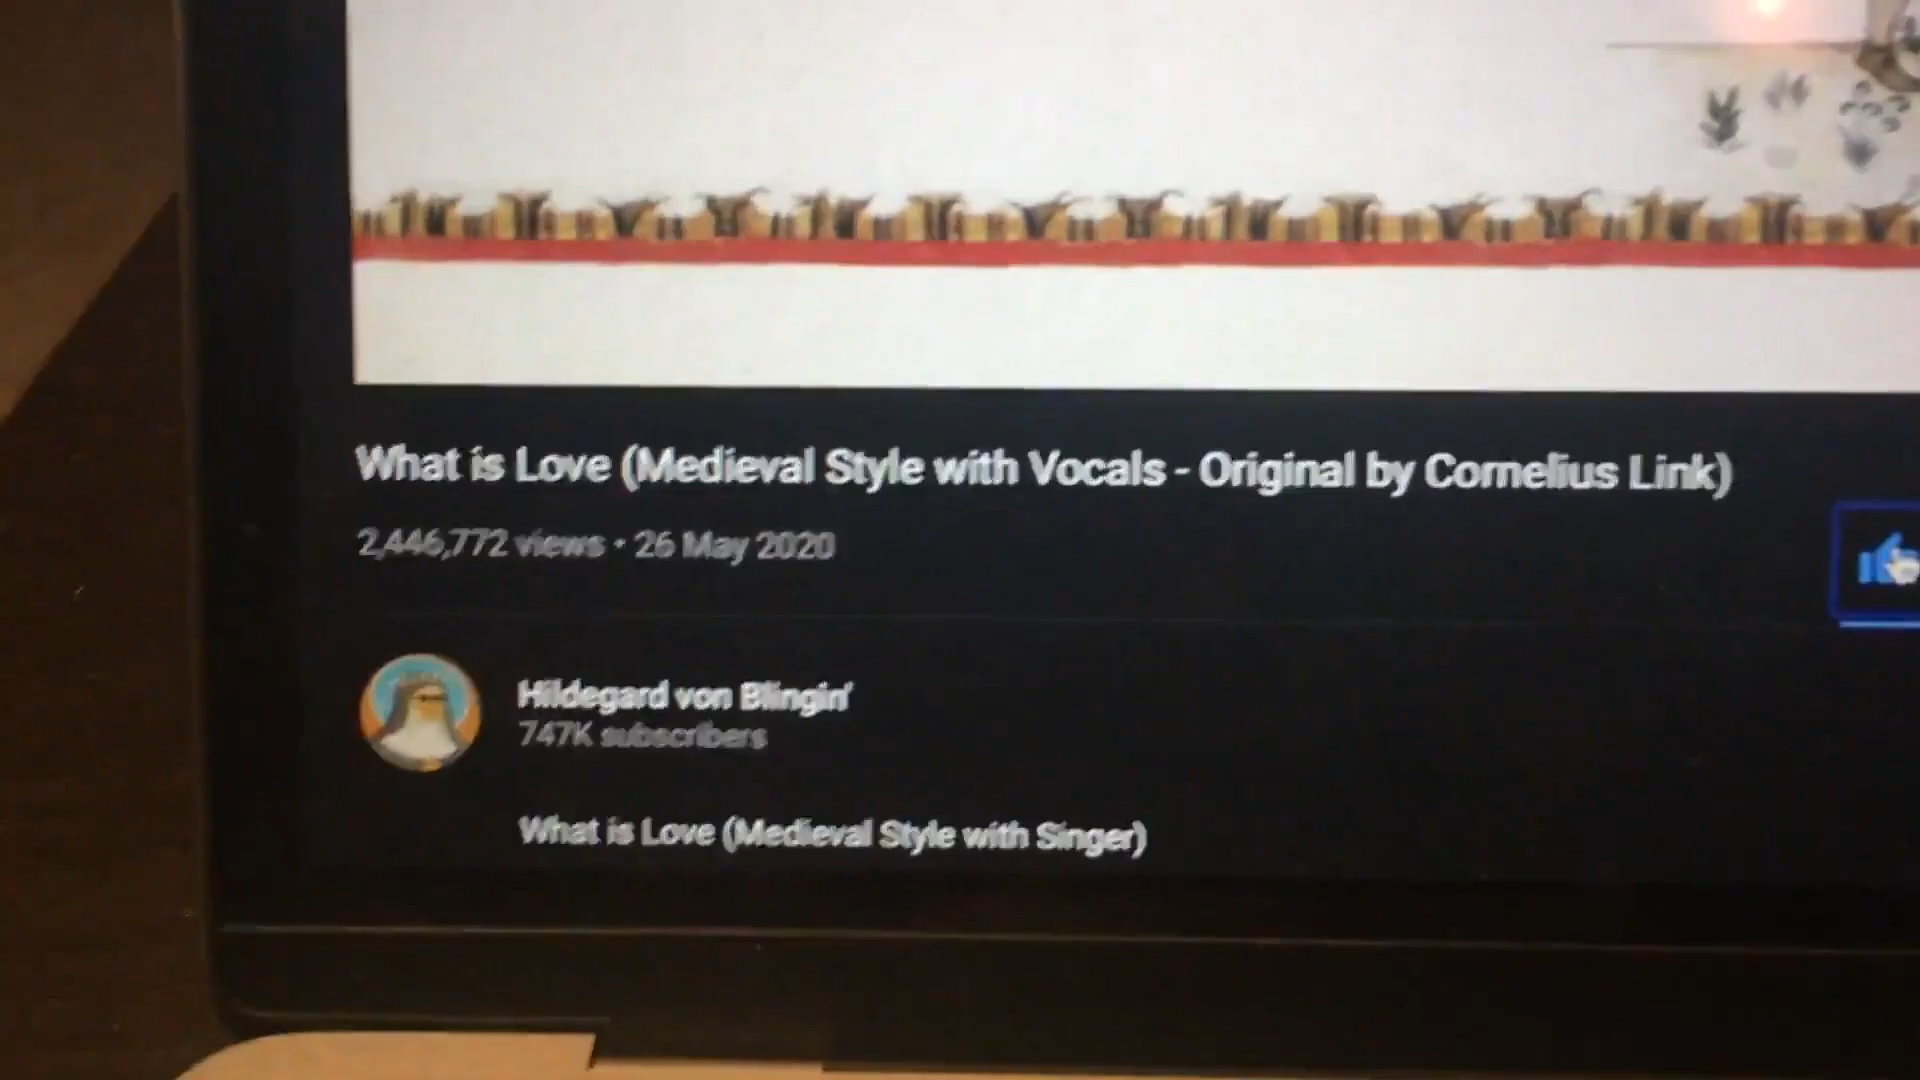 What is Love (Medieval Style with Vocals - Original by Cornelius Link)
2,446,772 views • 26 May 2020
Hildegard von Blingin'
747K subscribers
What is Love (Medieval Style with Singer)